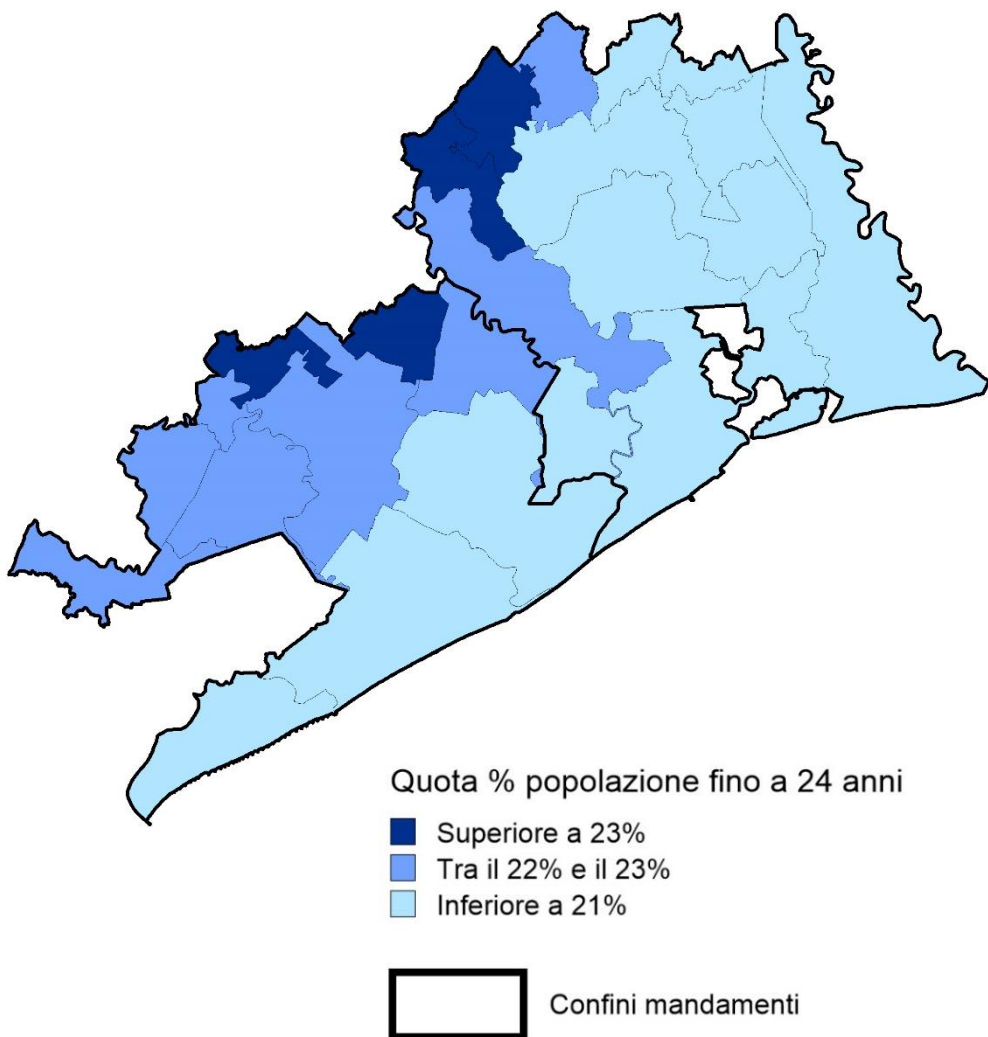 Quota % popolazione fino a 24 anni
Superiore a 23%
Tra il 22% e il 23%
Inferiore a 21%
Confini mandamenti